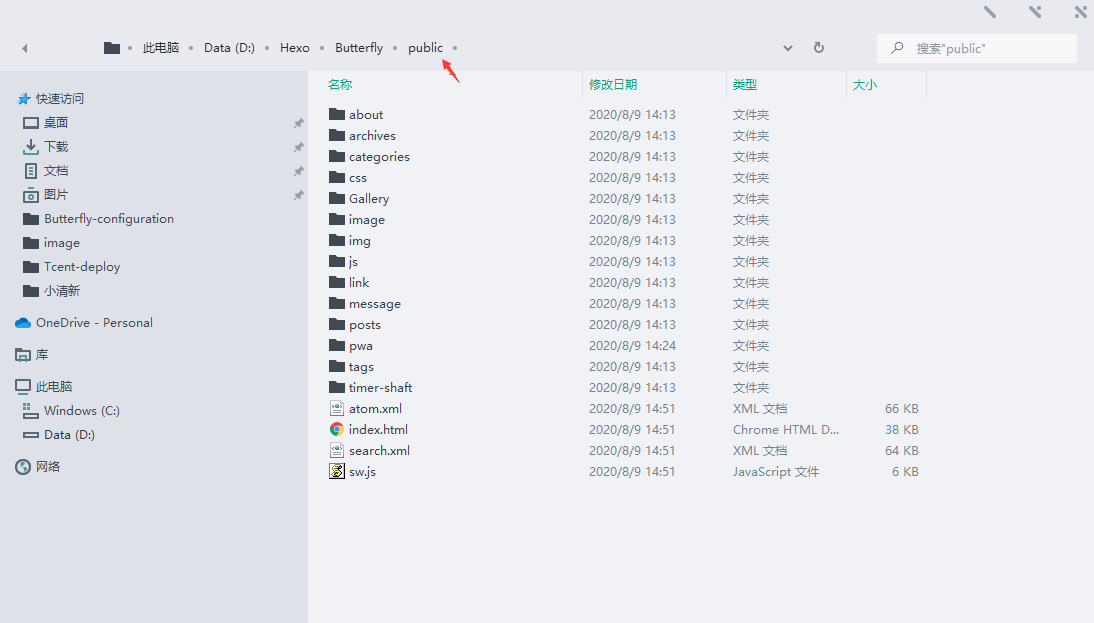 此电脑 Data (D:) Hexo Butterfly public
搜索"public"
快速访问
桌面
下载
文档
图片
Butterfly-configuration
image
Tcent-deploy
小清新
OneDrive - Personal
库
此电脑
Windows (C:)
Data (D:)
网络
名称 修改日期 类型 大小
about 2020/8/9 14:13 文件夹
archives 2020/8/9 14:13 文件夹
categories 2020/8/9 14:13 文件夹
css 2020/8/9 14:13 文件夹
Gallery 2020/8/9 14:13 文件夹
image 2020/8/9 14:13 文件夹
img 2020/8/9 14:13 文件夹
js 2020/8/9 14:13 文件夹
link 2020/8/9 14:13 文件夹
message 2020/8/9 14:13 文件夹
posts 2020/8/9 14:13 文件夹
pwa 2020/8/9 14:24 文件夹
tags 2020/8/9 14:13 文件夹
timer-shaft 2020/8/9 14:13 文件夹
atom.xml 2020/8/9 14:51 XML 文档 66 KB
index.html 2020/8/9 14:51 Chrome HTML D... 38 KB
search.xml 2020/8/9 14:51 XML 文档 64 KB
sw.js 2020/8/9 14:51 JavaScript 文件 6 KB